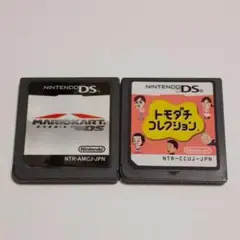 NINTENDO DS
MARIOKART
DS
NTR-AMCJ-JPN
NINTENDO DS
トモダチ
コレクション
Nintendo
NTR-CCUJ-JPN